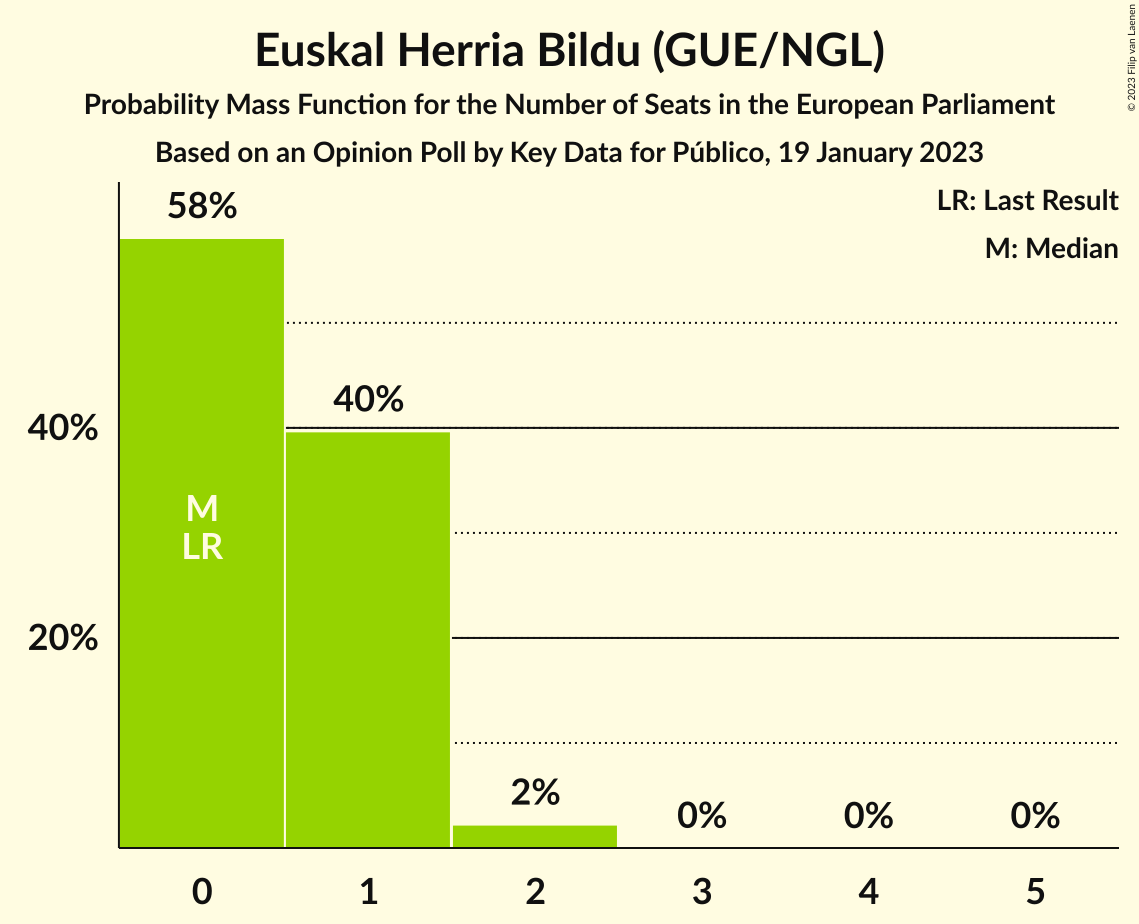 Euskal Herria Bildu (GUE/NGL)
Probability Mass Function for the Number of Seats in the European Parliament
Based on an Opinion Poll by Key Data for Público, 19 January 2023
© 2023 Filip van Laenen
LR: Last Result
M: Median
58%
40%
40%
M
LR
20%
2%
0%
0%
0%
0
1
2
3
4
5